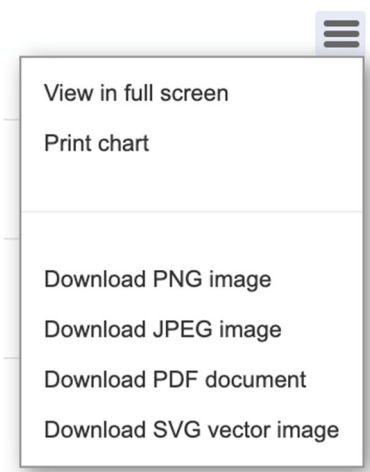 View in full screen
Print chart
Download PNG image
Download JPEG image
Download PDF document
Download SVG vector image